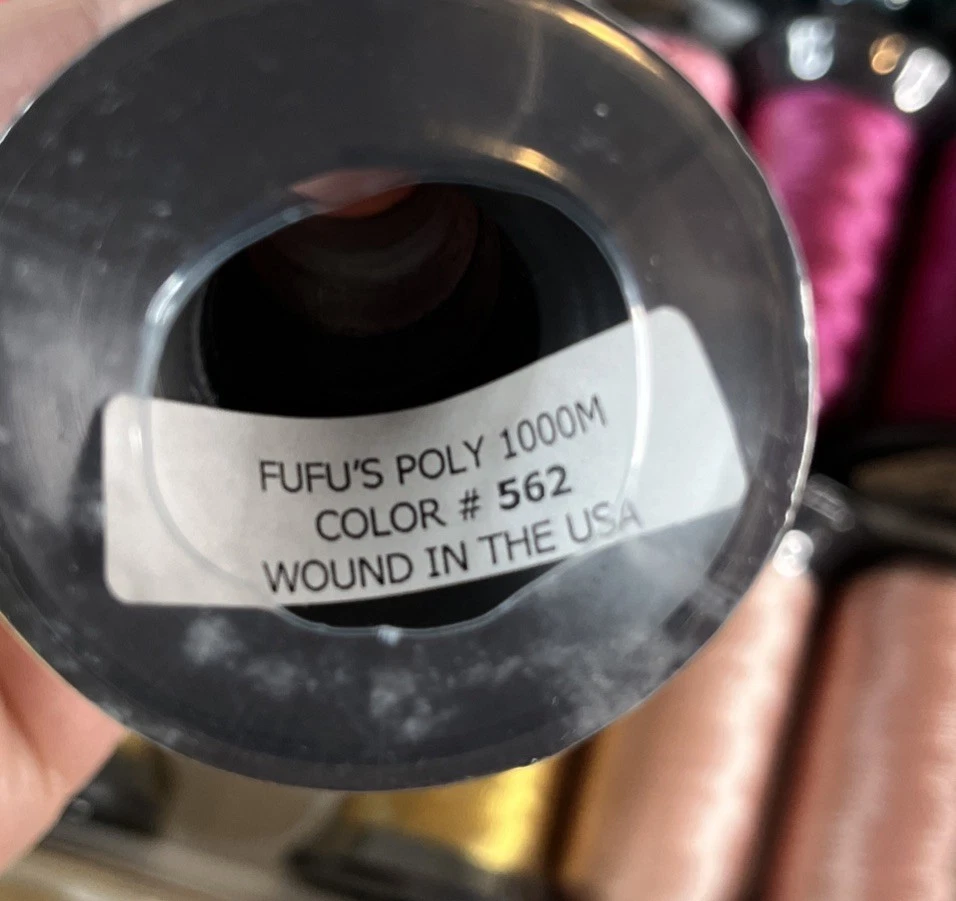 FUFU'S POLY 1000M
COLOR # 562
WOUND IN THE USA